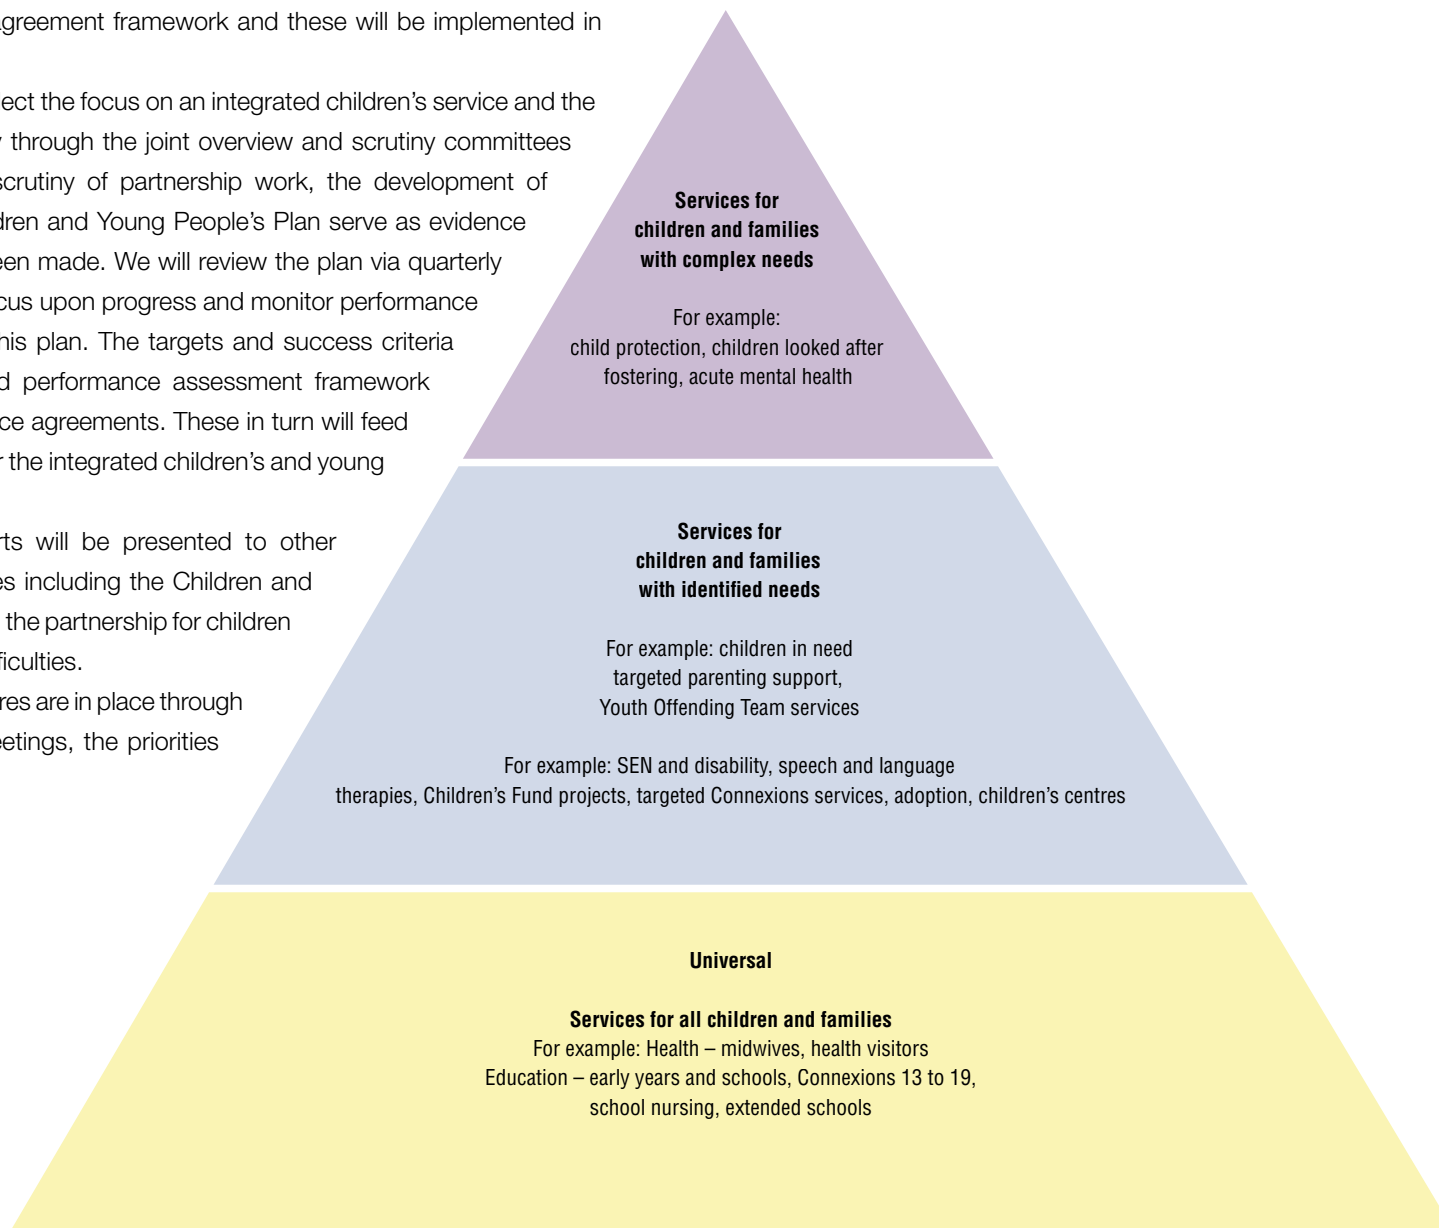 greement framework and these will be implemented in
lect the focus on an integrated children’s service and the
through the joint overview and scrutiny committees
scrutiny of partnership work, the development of
dren and Young People’s Plan serve as evidence
een made. We will review the plan via quarterly
cus upon progress and monitor performance
his plan. The targets and success criteria
d performance assessment framework
ce agreements. These in turn will feed
r the integrated children’s and young
rts will be presented to other
es including the Children and
the partnership for children
ficulties.
res are in place through
eetings, the priorities
Services for
children and families
with complex needs
For example:
child protection, children looked after
fostering, acute mental health
Services for
children and families
with identified needs
For example: children in need
targeted parenting support,
Youth Offending Team services
For example: SEN and disability, speech and language
therapies, Children’s Fund projects, targeted Connexions services, adoption, children’s centres
Universal
Services for all children and families
For example: Health – midwives, health visitors
Education – early years and schools, Connexions 13 to 19,
school nursing, extended schools